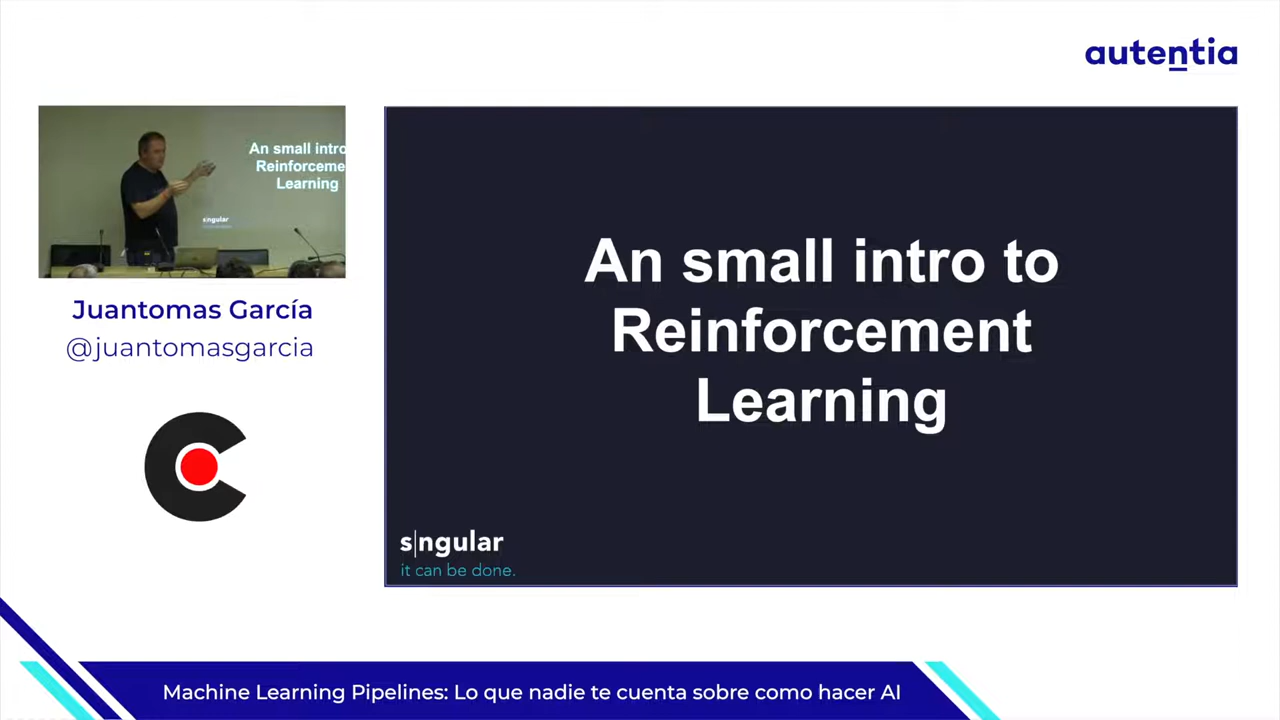 autentia
An small intro
Reinforceme
Learning
singular
Juantomas García
@juantomasgarcia
An small intro to
Reinforcement
Learning
s|ngular
it can be done.
Machine Learning Pipelines: Lo que nadie te cuenta sobre como hacer AI